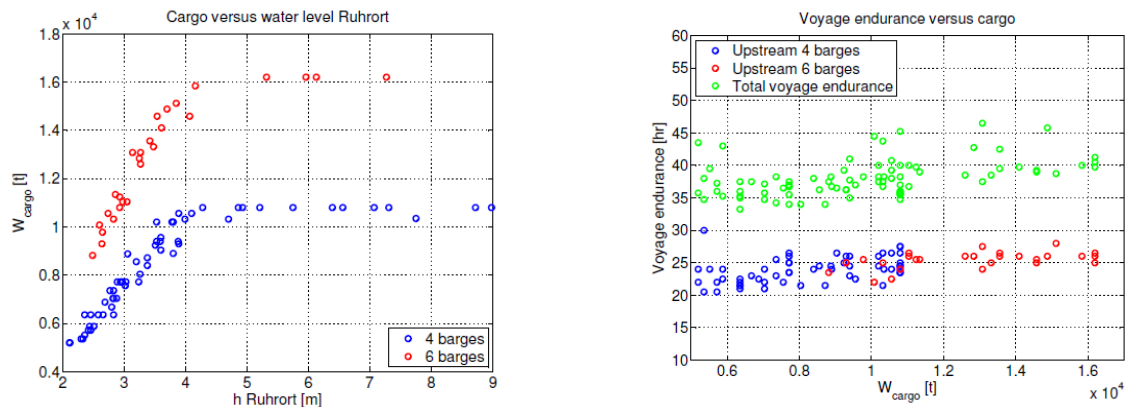 Cargo versus water level Ruhrort
x 10^4
1.8
1.6
1.4
1.2
1
0.8
0.6
0.4
W_cargo [t]
2 3 4 5 6 7 8 9
h Ruhrort [m]
4 barges
6 barges
Voyage endurance versus cargo
Upstream 4 barges
Upstream 6 barges
Total voyage endurance
60
55
50
45
40
35
30
25
20
15
10
Voyage endurance [hr]
0.6 0.8 1 1.2 1.4 1.6
W_cargo [t]
x 10^4